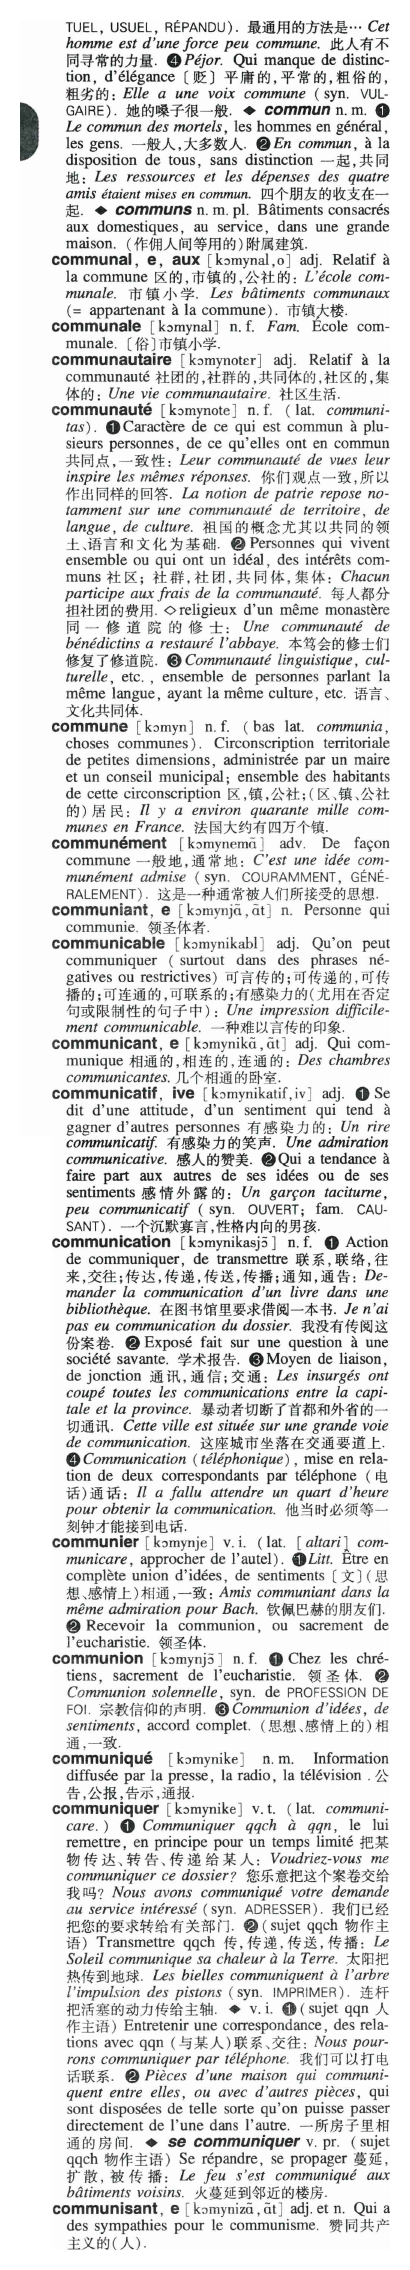 TUEL, USUEL, RÉPANDU). 最通用的方法是… Cet
homme est d'une force peu commune. 此人有不
同寻常的力量. ❹ Péjor. Qui manque de distinc-
tion, d'élégance〔贬〕平庸的,平常的,粗俗的,
粗劣的: Elle a une voix commune (syn. VUL-
GAIRE). 她的嗓子很一般. ◆ commun n. m. ❶
Le commun des mortels, les hommes en général,
les gens. 一般人,大多数人. ❷ En commun, à la
disposition de tous, sans distinction 一起,共同
地: Les ressources et les dépenses des quatre
amis étaient mises en commun. 四个朋友的收支在一
起. ◆ communs n. m. pl. Bâtiments consacrés
aux domestiques, au service, dans une grande
maison. (作佣人间等用的)附属建筑.
communal, e, aux [kɔmynal,o] adj. Relatif à
la commune 区的,市镇的,公社的: L'école com-
munale. 市镇小学. Les bâtiments communaux
(= appartenant à la commune). 市镇大楼.
communale [kɔmynal] n. f. Fam. École com-
munale.〔俗〕市镇小学.
communautaire [kɔmynotɛr] adj. Relatif à la
communauté 社团的,社群的,共同体的,社区的,集
体的: Une vie communautaire. 社区生活.
communauté [kɔmynote] n. f. (lat. communi-
tas). ❶ Caractère de ce qui est commun à plu-
sieurs personnes, de ce qu'elles ont en commun
共同点,一致性: Leur communauté de vues leur
inspire les mêmes réponses. 你们观点一致,所以
作出同样的回答. La notion de patrie repose no-
tamment sur une communauté de territoire, de
langue, de culture. 祖国的概念尤其以共同的领
土、语言和文化为基础. ❷ Personnes qui vivent
ensemble ou qui ont un idéal, des intérêts com-
muns 社区; 社群,社团,共同体,集体: Chacun
participe aux frais de la communauté. 每人都分
担社团的费用. ◇ religieux d'un même monastère
同一修道院的修士: Une communauté de
bénédictins a restauré l'abbaye. 本笃会的修士们
修复了修道院. ❸ Communauté linguistique, cul-
turelle, etc., ensemble de personnes parlant la
même langue, ayant la même culture, etc. 语言、
文化共同体.
commune [kɔmyn] n. f. (bas lat. communia,
choses communes). Circonscription territoriale
de petites dimensions, administrée par un maire
et un conseil municipal; ensemble des habitants
de cette circonscription 区,镇,公社;(区、镇、公社
的)居民: Il y a environ quarante mille com-
munes en France. 法国大约有四万个镇.
communément [kɔmynemɑ̃] adv. De façon
commune 一般地,通常地: C'est une idée com-
munément admise (syn. COURAMMENT, GÉNÉ-
RALEMENT). 这是一种通常被人们所接受的思想.
communiant, e [kɔmynjɑ̃, ɑ̃t] n. Personne qui
communie. 领圣体者.
communicable [kɔmynikabl] adj. Qu'on peut
communiquer (surtout dans des phrases né-
gatives ou restrictives) 可言传的;可传递的,可传
播的;可连通的,可联系的;有感染力的(尤用在否定
句或限制性的句子中): Une impression difficile-
ment communicable. 一种难以言传的印象.
communicant, e [kɔmynikɑ̃, ɑ̃t] adj. Qui com-
munique 相通的,相连的,连通的: Des chambres
communicantes. 几个相通的卧室.
communicatif, ive [kɔmynikatif,iv] adj. ❶ Se
dit d'une attitude, d'un sentiment qui tend à
gagner d'autres personnes 有感染力的: Un rire
communicatif. 有感染力的笑声. Une admiration
communicative. 感人的赞美. ❷ Qui a tendance à
faire part aux autres de ses idées ou de ses
sentiments 感情外露的: Un garçon taciturne,
peu communicatif (syn. OUVERT; fam. CAU-
SANT). 一个沉默寡言,性格内向的男孩.
communication [kɔmynikasjɔ̃] n. f. ❶ Action
de communiquer, de transmettre 联系,联络,往
来,交往;传达,传递,传送,传播;通知,通告: De-
mander la communication d'un livre dans une
bibliothèque. 在图书馆里要求借阅一本书. Je n'ai
pas eu communication du dossier. 我没有传阅这
份案卷. ❷ Exposé fait sur une question à une
société savante. 学术报告. ❸ Moyen de liaison,
de jonction 通讯,通信;交通: Les insurgés ont
coupé toutes les communications entre la capi-
tale et la province. 暴动者切断了首都和外省的一
切通讯. Cette ville est située sur une grande voie
de communication. 这座城市坐落在交通要道上.
❹ Communication (téléphonique), mise en rela-
tion de deux correspondants par téléphone (电
话)通话: Il a fallu attendre un quart d'heure
pour obtenir la communication. 他当时必须等一
刻钟才能接到电话.
communier [kɔmynje] v. i. (lat. [altari] com-
municare, approcher de l'autel). ❶ Litt. Être en
complète union d'idées, de sentiments〔文〕(思
想、感情上)相通,一致: Amis communiant dans la
même admiration pour Bach. 钦佩巴赫的朋友们.
❷ Recevoir la communion, ou sacrement de
l'eucharistie. 领圣体.
communion [kɔmynjɔ̃] n. f. ❶ Chez les chré-
tiens, sacrement de l'eucharistie. 领圣体. ❷
Communion solennelle, syn. de PROFESSION DE
FOI. 宗教信仰的声明. ❸ Communion d'idées, de
sentiments, accord complet. (思想、感情上的)相
通,一致.
communiqué [kɔmynike] n. m. Information
diffusée par la presse, la radio, la télévision. 公
告,公报,告示,通报.
communiquer [kɔmynike] v. t. (lat. communi-
care.) ❶ Communiquer qqch à qqn, le lui
remettre, en principe pour un temps limité 把某
物传达、转告、传递给某人: Voudriez-vous me
communiquer ce dossier? 您乐意把这个案卷交给
我吗? Nous avons communiqué votre demande
au service intéressé (syn. ADRESSER). 我们已经
把您的要求转给有关部门. ❷ (sujet qqch 物作主
语) Transmettre qqch 传,传递,传送,传播: Le
Soleil communique sa chaleur à la Terre. 太阳把
热传到地球. Les bielles communiquent à l'arbre
l'impulsion des pistons (syn. IMPRIMER). 连杆
把活塞的动力传给主轴. ◆ v. i. ❶ (sujet qqn 人
作主语) Entretenir une correspondance, des rela-
tions avec qqn (与某人)联系、交往: Nous pour-
rons communiquer par téléphone. 我们可以打电
话联系. ❷ Pièces d'une maison qui communi-
quent entre elles, ou avec d'autres pièces, qui
sont disposées de telle sorte qu'on puisse passer
directement de l'une dans l'autre. 一所房子里相
通的房间. ◆ se communiquer v. pr. (sujet
qqch 物作主语) Se répandre, se propager 蔓延,
扩散,被传播: Le feu s'est communiqué aux
bâtiments voisins. 火蔓延到邻近的楼房.
communisant, e [kɔmynizɑ̃, ɑ̃t] adj. et n. Qui a
des sympathies pour le communisme. 赞同共产
主义的(人).